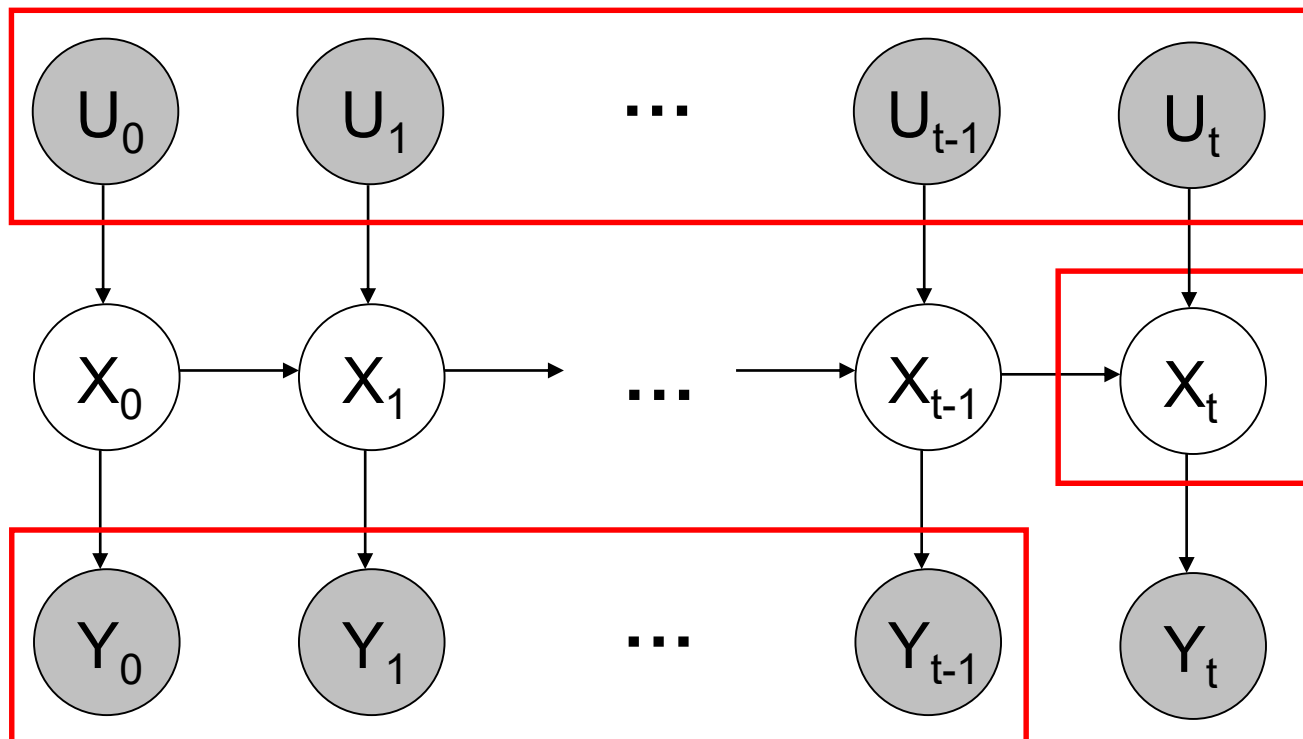 U₀ U₁ ... Uₜ₋₁ Uₜ
X₀ X₁ ... Xₜ₋₁ Xₜ
Y₀ Y₁ ... Yₜ₋₁ Yₜ